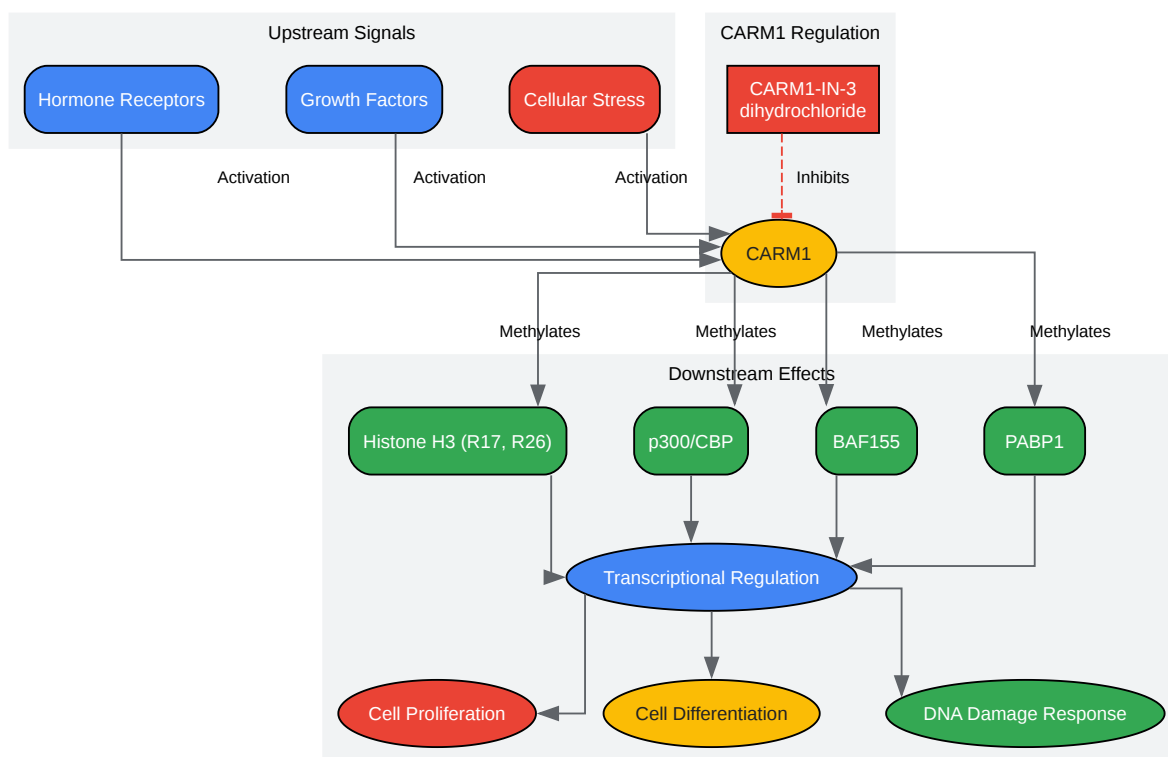 Upstream Signals
CARM1 Regulation
Hormone Receptors
Growth Factors
Cellular Stress
CARM1-IN-3
dihydrochloride
Activation
Activation
Activation
Inhibits
CARM1
Methylates
Methylates
Methylates
Methylates
Downstream Effects
Histone H3 (R17, R26)
p300/CBP
BAF155
PABP1
Transcriptional Regulation
Cell Proliferation
Cell Differentiation
DNA Damage Response